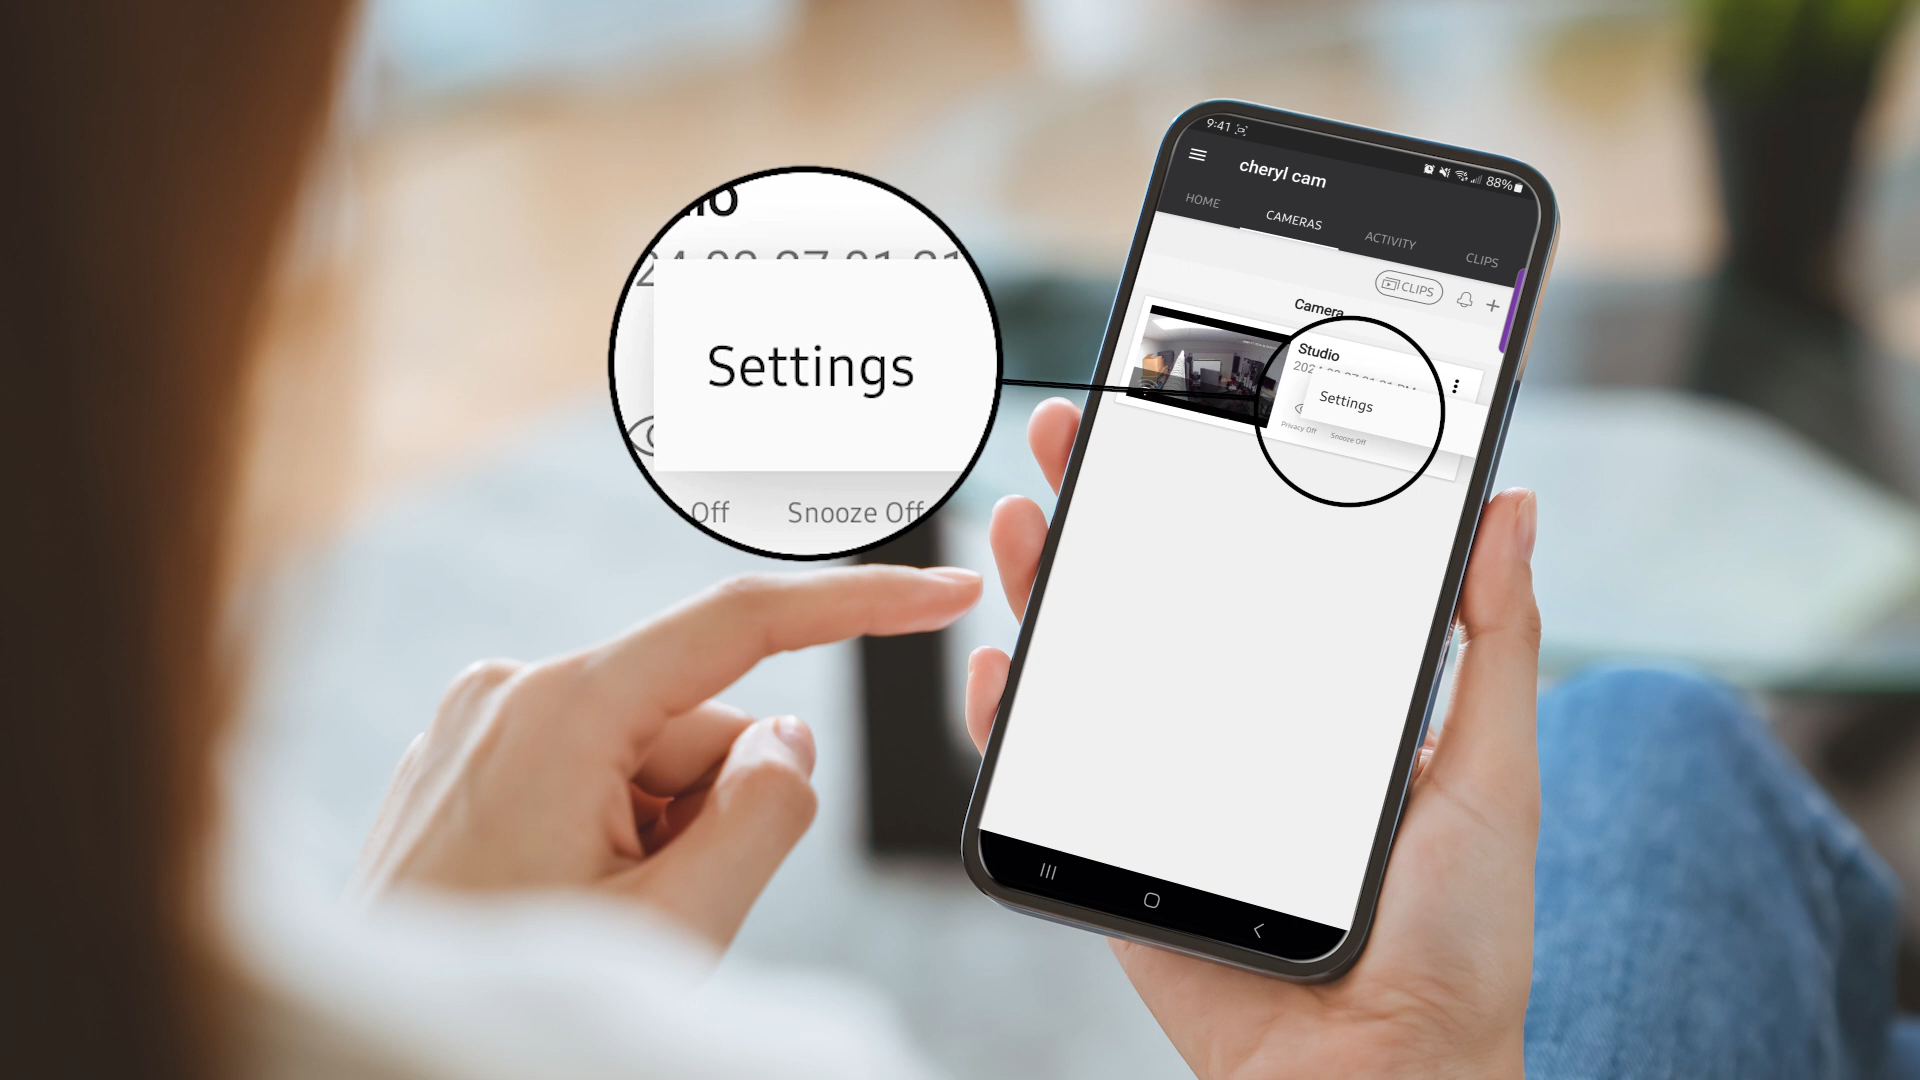 9:41
88%
cheryl cam
HOME
CAMERAS
ACTIVITY
CLIPS
CLIPS
Camera
Studio
Settings
Privacy Off
Snooze Off
Settings
Off
Snooze Off